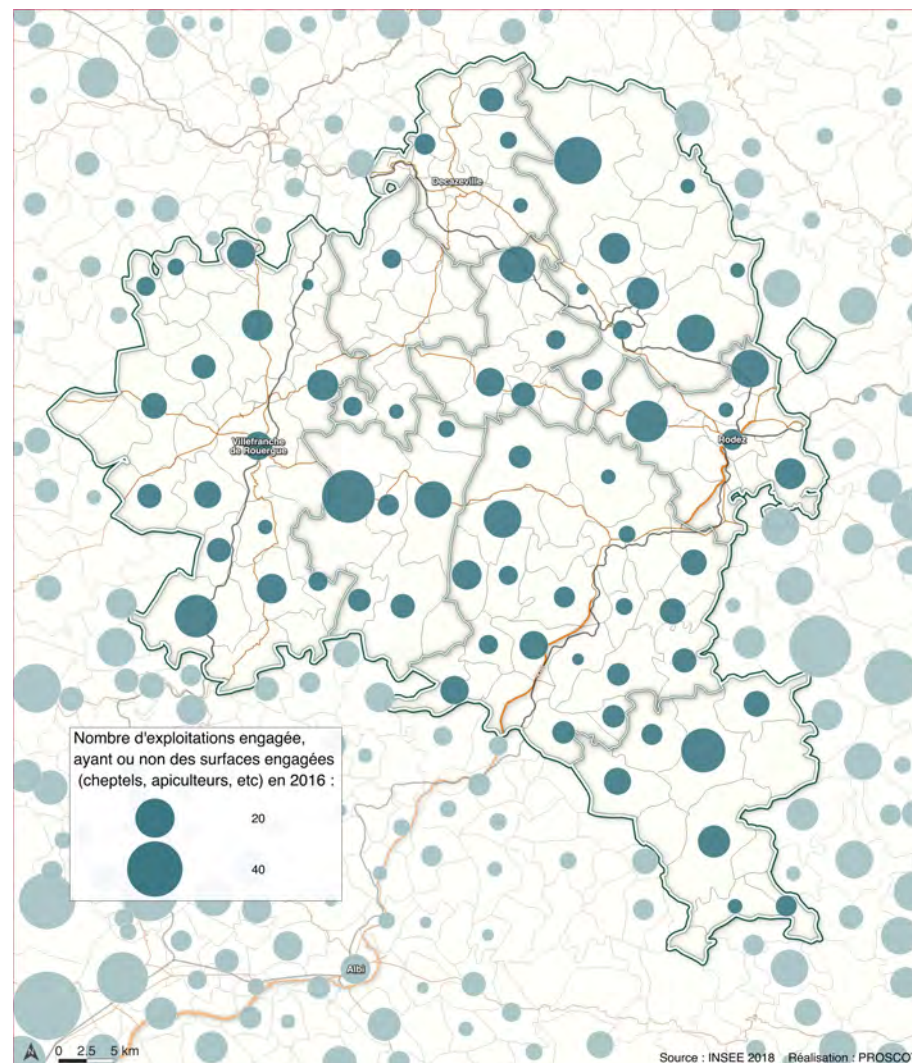 Decazeville
Villefranche
de Rouergue
Rodez
Nombre d'exploitations engagée,
ayant ou non des surfaces engagées
(cheptels, apiculteurs, etc) en 2016 :
20
40
Albi
0 2.5 5 km
Source : INSEE 2018 Réalisation : PROSCOT